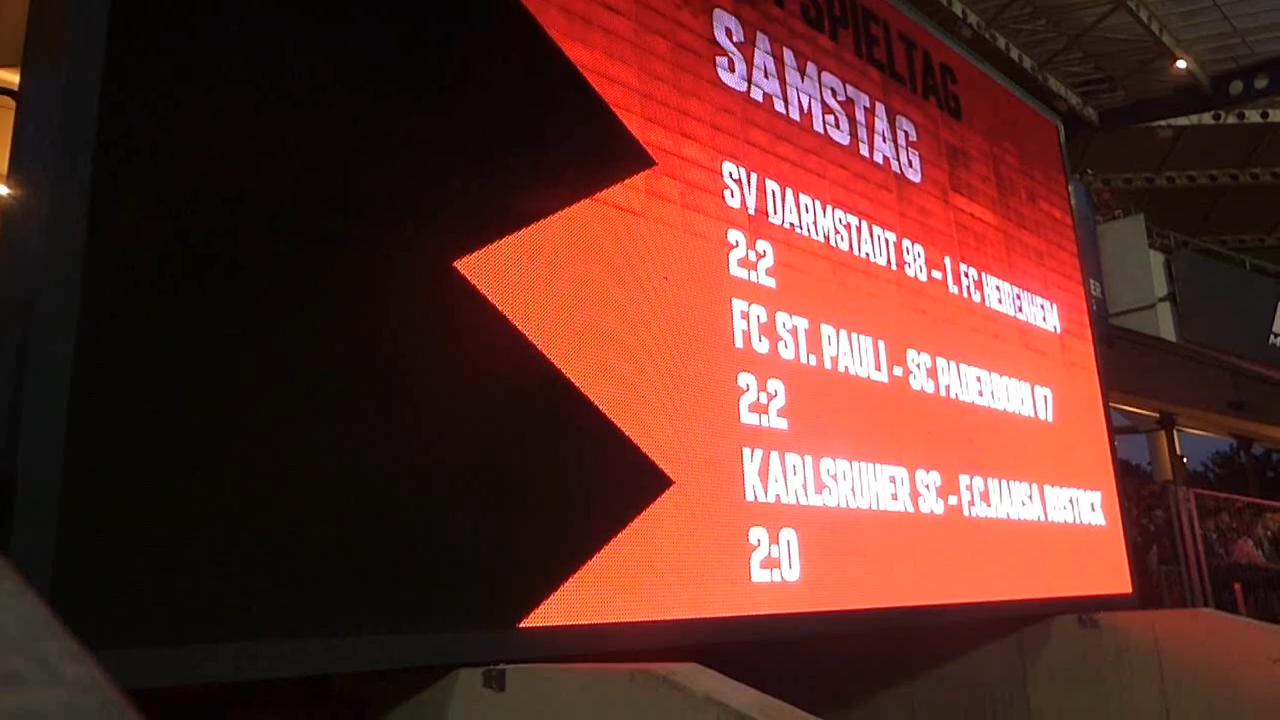 SPIELTAG
SAMSTAG
SV DARMSTADT 98 - 1. FC HEIDENHEIM
2:2
FC ST. PAULI - SC PADERBORN 07
2:2
KARLSRUHER SC - F.C.HANSA ROSTOCK
2:0